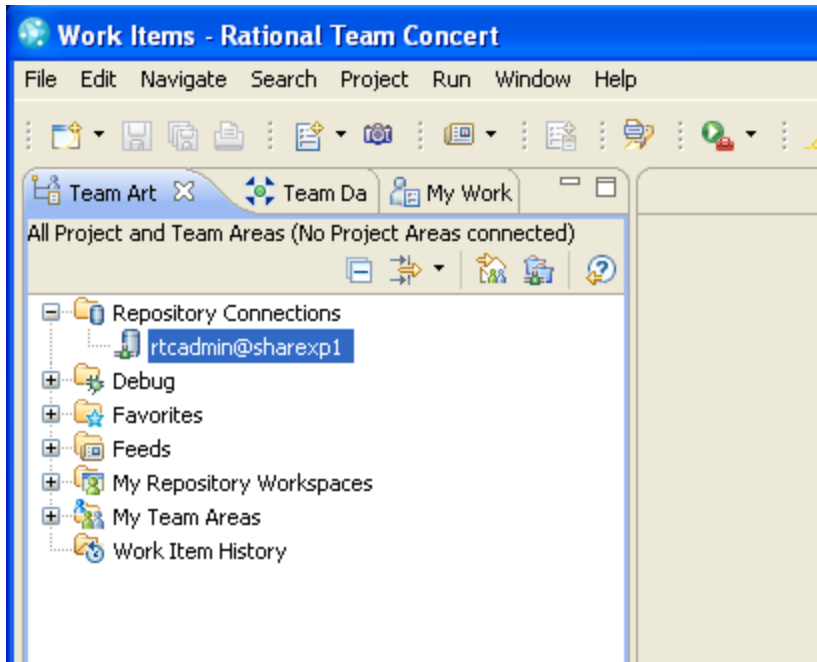 Work Items - Rational Team Concert
File Edit Navigate Search Project Run Window Help
Team Art Team Da My Work
All Project and Team Areas (No Project Areas connected)
Repository Connections
rtcadmin@sharexp1
Debug
Favorites
Feeds
My Repository Workspaces
My Team Areas
Work Item History